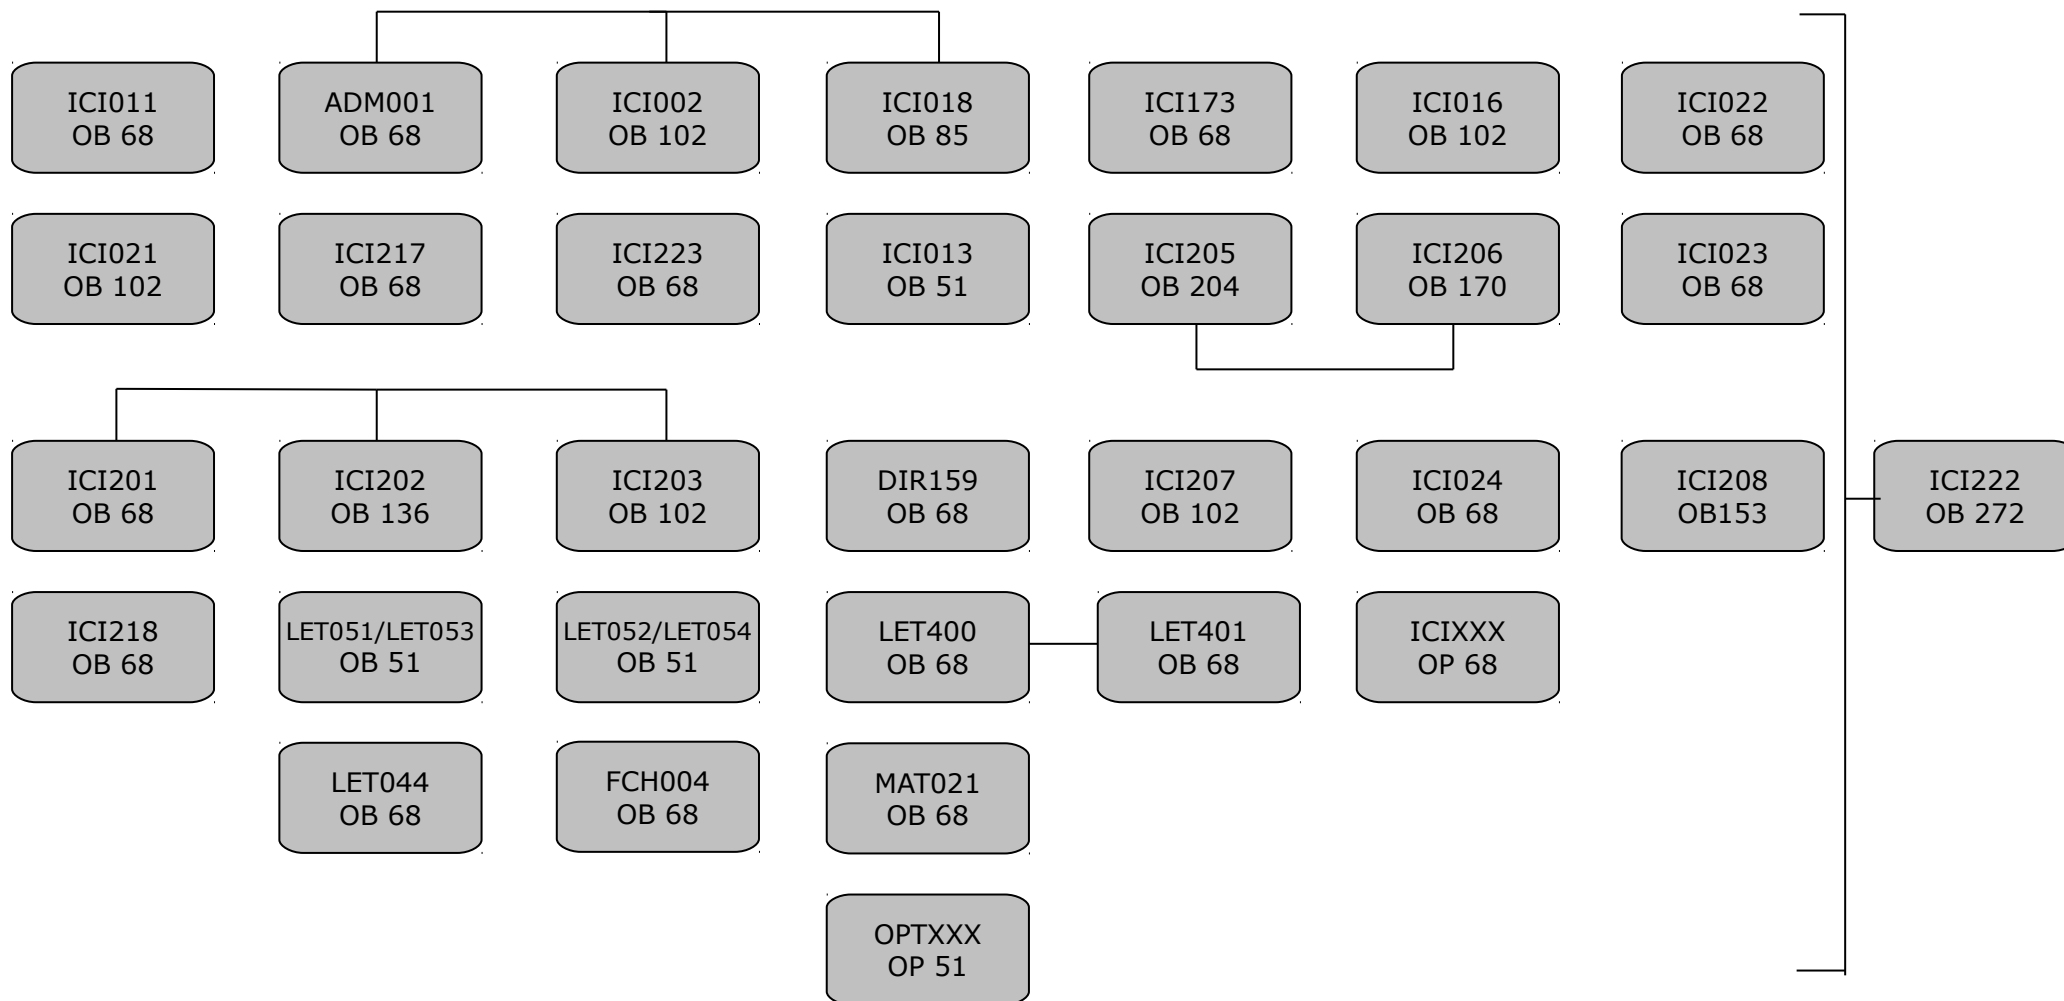 ICI011
OB 68
ADM001
OB 68
ICI002
OB 102
ICI018
OB 85
ICI173
OB 68
ICI016
OB 102
ICI022
OB 68
ICI021
OB 102
ICI217
OB 68
ICI223
OB 68
ICI013
OB 51
ICI205
OB 204
ICI206
OB 170
ICI023
OB 68
ICI201
OB 68
ICI202
OB 136
ICI203
OB 102
DIR159
OB 68
ICI207
OB 102
ICI024
OB 68
ICI208
OB153
ICI222
OB 272
ICI218
OB 68
LET051/LET053
OB 51
LET052/LET054
OB 51
LET400
OB 68
LET401
OB 68
ICIXXX
OP 68
LET044
OB 68
FCH004
OB 68
MAT021
OB 68
OPTXXX
OP 51